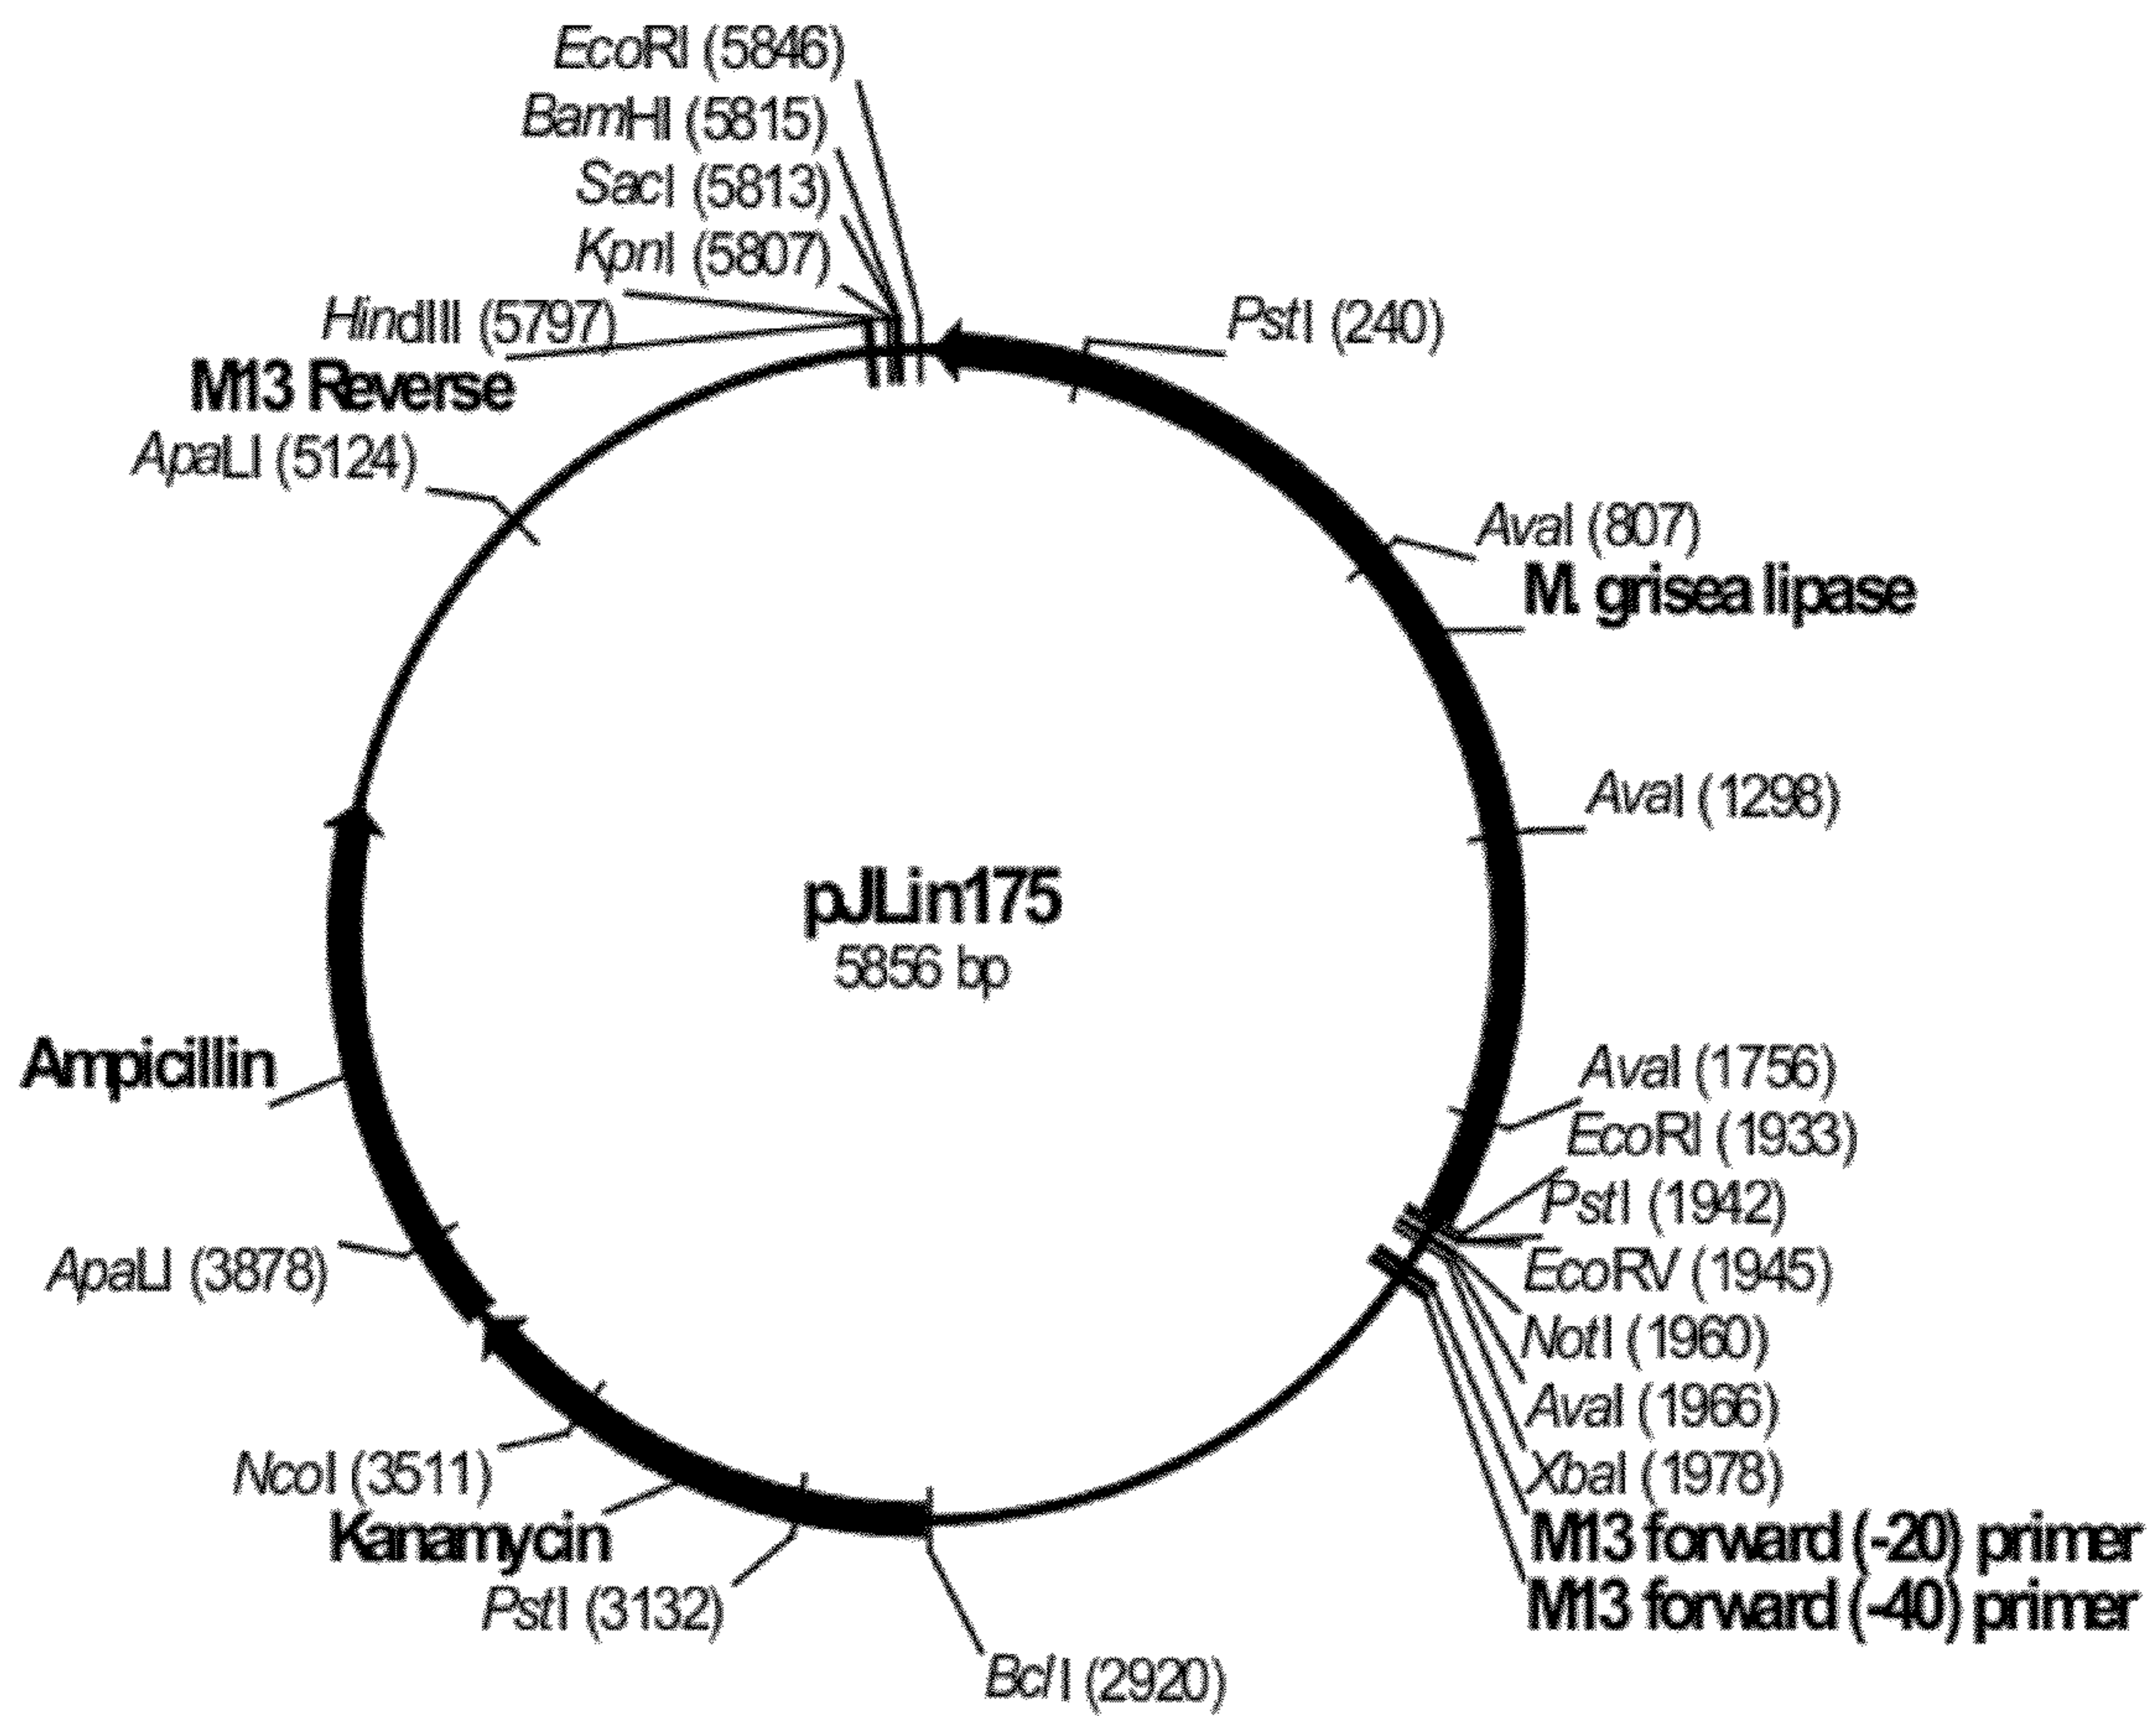 EcoRI (5846)
BamHI (5815)
SacI (5813)
KpnI (5807)
HindIII (5797)
M13 Reverse
ApaLI (5124)
PstI (240)
AvaI (807)
M. grisea lipase
AvaI (1298)
pJLin175
5856 bp
Ampicillin
AvaI (1756)
EcoRI (1933)
PstI (1942)
EcoRV (1945)
NotI (1960)
AvaI (1966)
XbaI (1978)
M13 forward (-20) primer
M13 forward (-40) primer
ApaLI (3878)
NcoI (3511)
Kanamycin
PstI (3132)
BclI (2920)